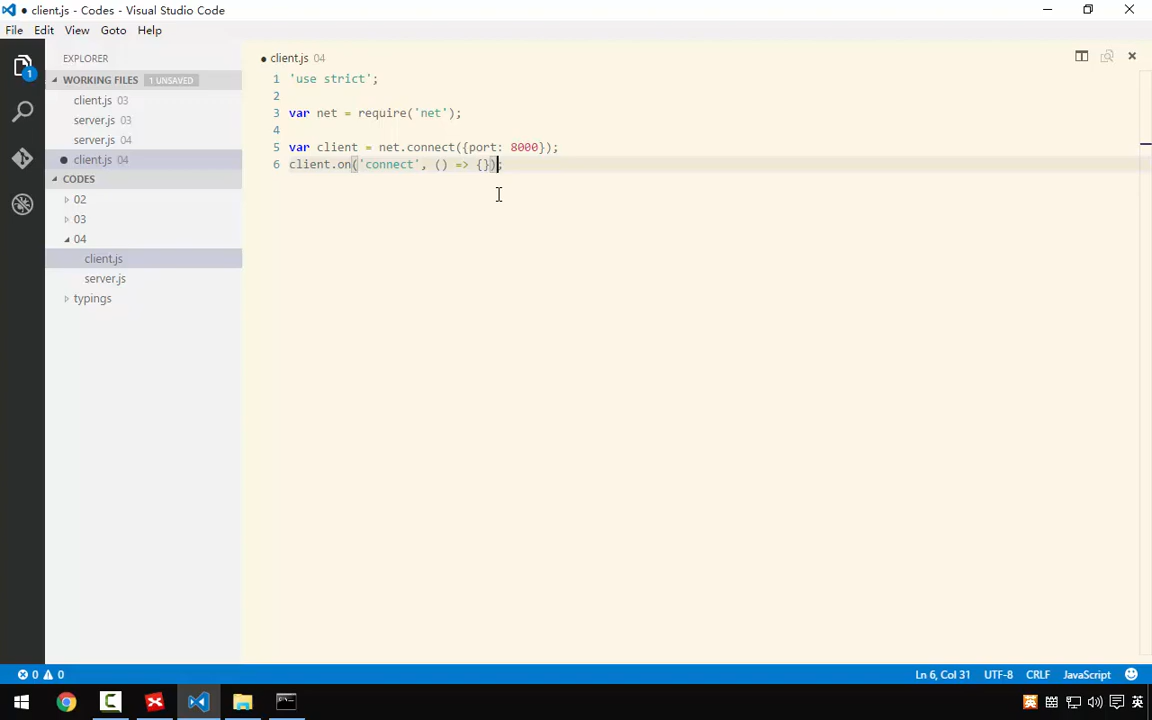 ● client.js - Codes - Visual Studio Code
File Edit View Goto Help
EXPLORER
WORKING FILES 1 UNSAVED
client.js 03
server.js 03
server.js 04
client.js 04
CODES
02
03
04
client.js
server.js
typings
1
client.js 04
1 'use strict';
2
3 var net = require('net');
4
5 var client = net.connect({port: 8000});
6 client.on('connect', () => {});
0 0
Ln 6, Col 31 UTF-8 CRLF JavaScript
英 英